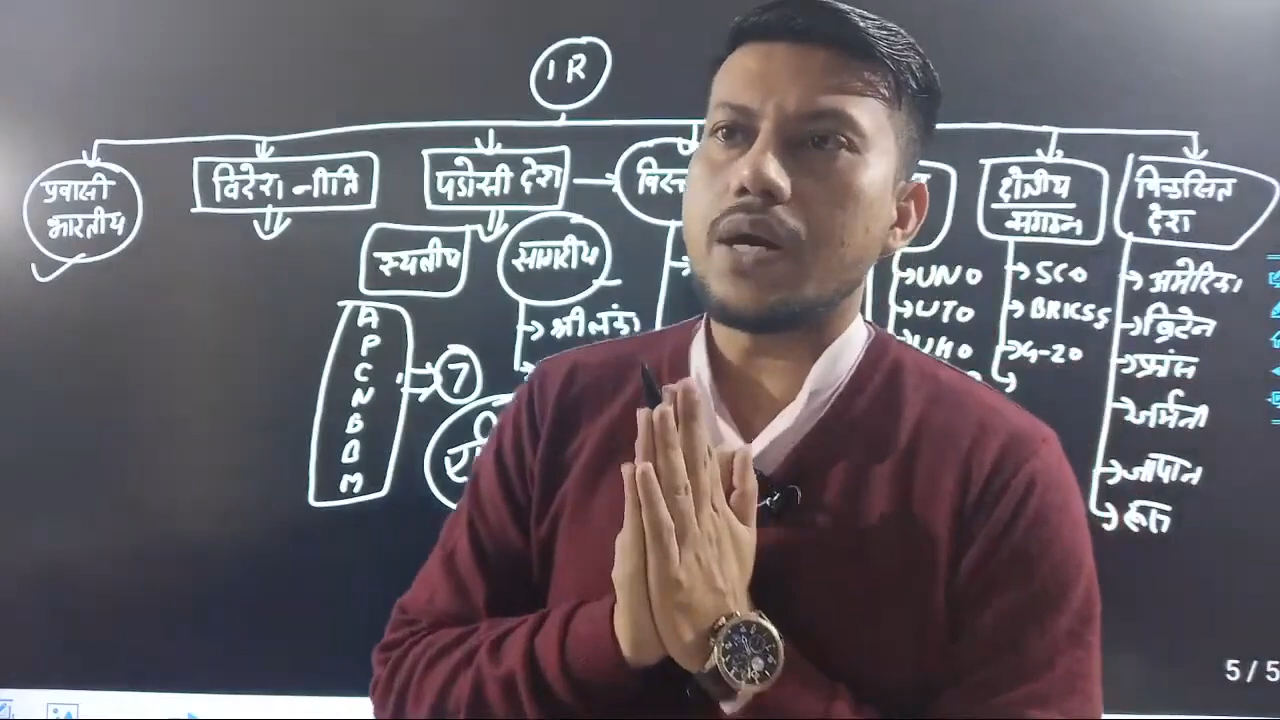 IR
प्रवासी
भारतीय
विदेश नीति
पडोसी देश
क्षेत्रीय
संगठन
विकसित
देश
स्थलीय
सागरीय
श्रीलंका
A
P
C
N
B
M
7
UNO
WTO
WHO
SCO
BRICS
G-20
अमेरिका
ब्रिटेन
फ्रांस
जर्मनी
जापान
रूस
5/5